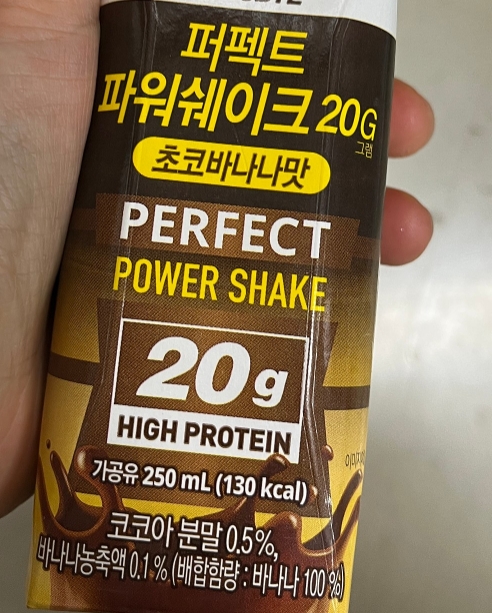 퍼펙트
파워쉐이크 20G
그램
초코바나나맛
PERFECT
POWER SHAKE
20g
HIGH PROTEIN
가공유 250 mL (130 kcal)
코코아 분말 0.5%,
바나나농축액 0.1 % (배합함량 : 바나나 100 %)